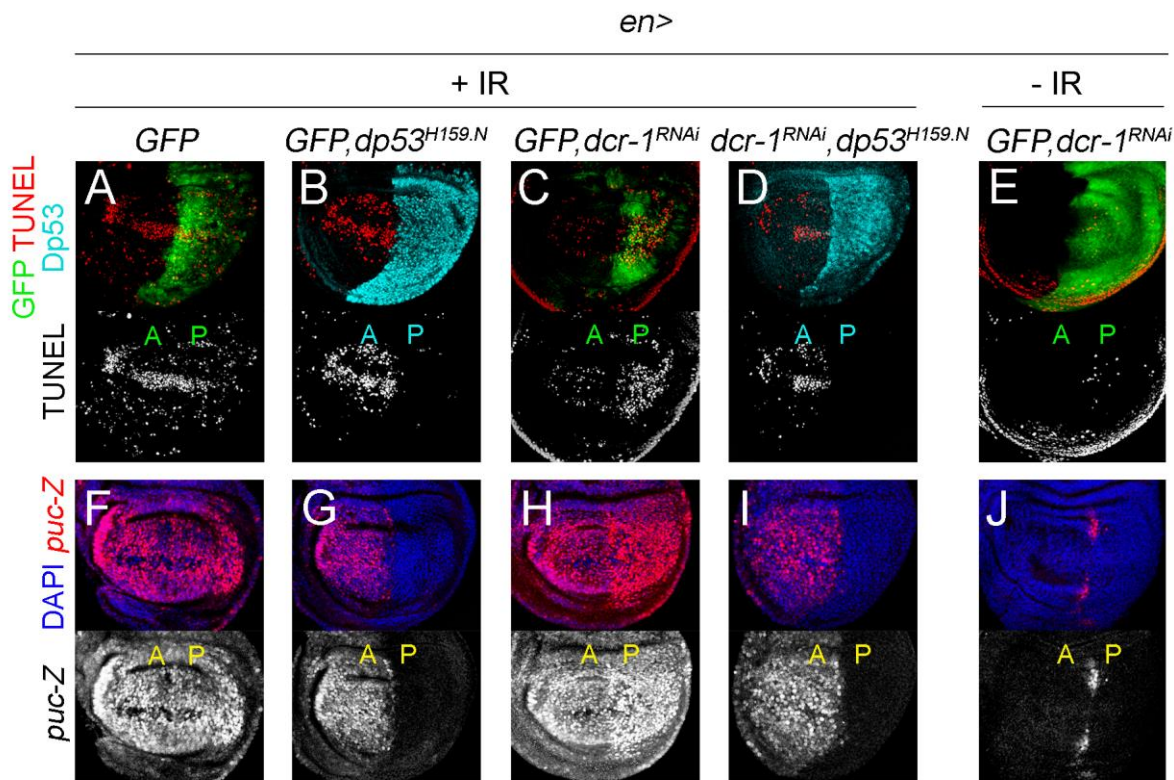 en>
+ IR
- IR
GFP
GFP,dp53H159.N
GFP,dcr-1RNAi
dcr-1RNAi,dp53H159.N
GFP,dcr-1RNAi
GFP TUNEL
Dp53
A
B
C
D
E
TUNEL
A P
A P
A P
A P
A P
DAPI puc-Z
F
G
H
I
J
puc-Z
A P
A P
A P
A P
A P